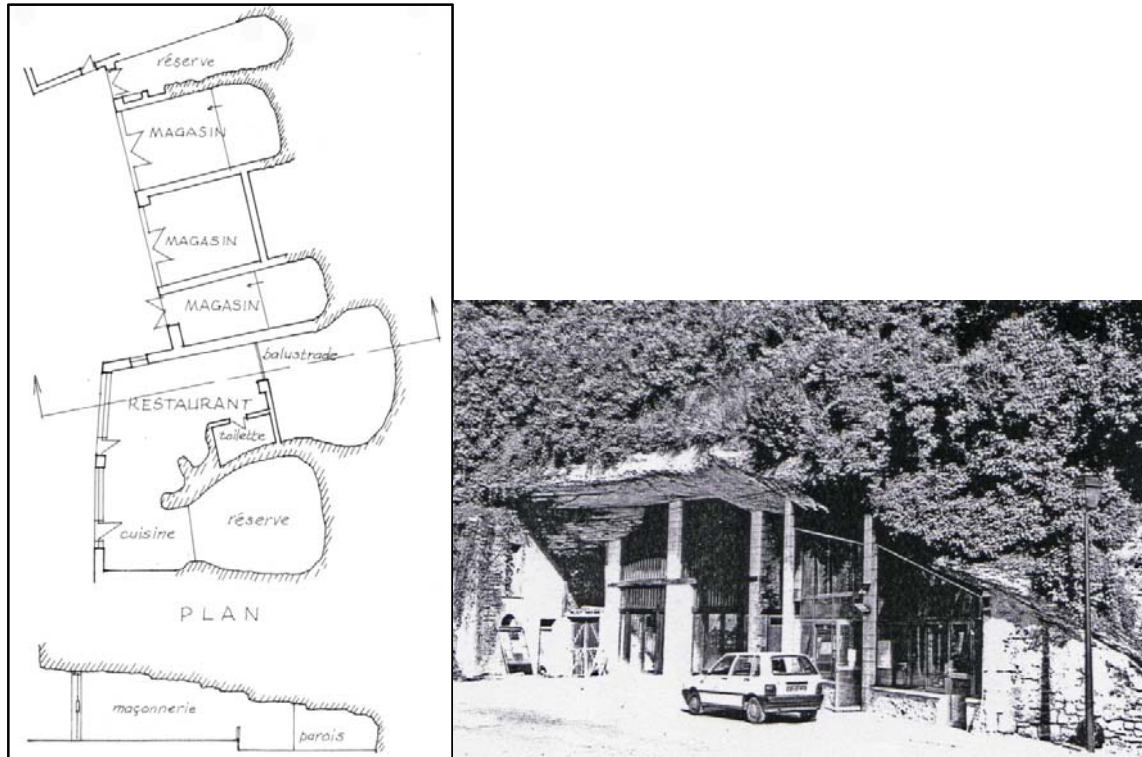 réserve
MAGASIN
MAGASIN
MAGASIN
balustrade
RESTAURANT
toilette
réserve
cuisine
PLAN
maçonnerie
parois